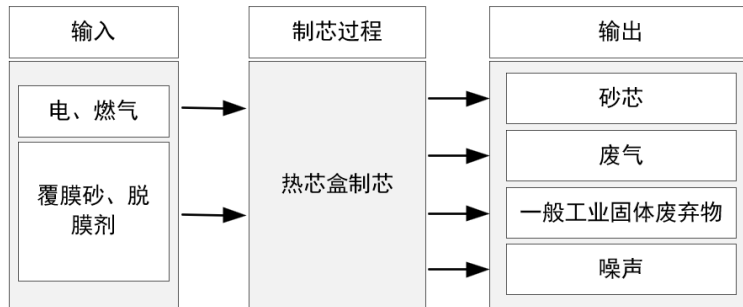 输入
制芯过程
输出
电、燃气
覆膜砂、脱
膜剂
热芯盒制芯
砂芯
废气
一般工业固体废弃物
噪声